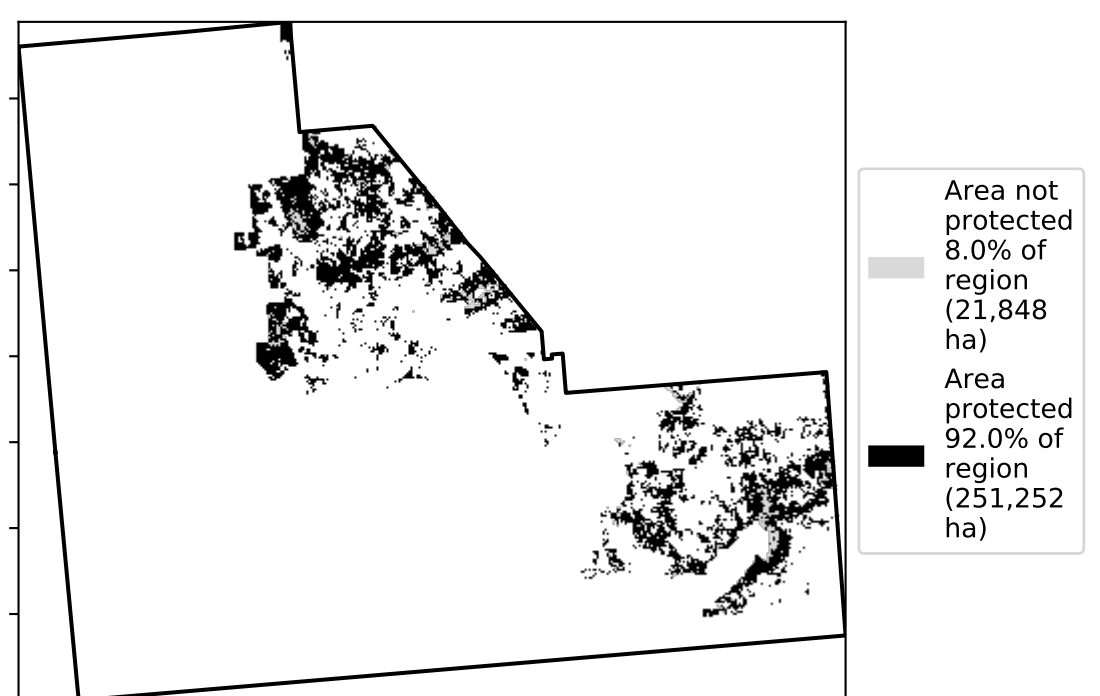 Area not
protected
8.0% of
region
(21,848
ha)
Area
protected
92.0% of
region
(251,252
ha)